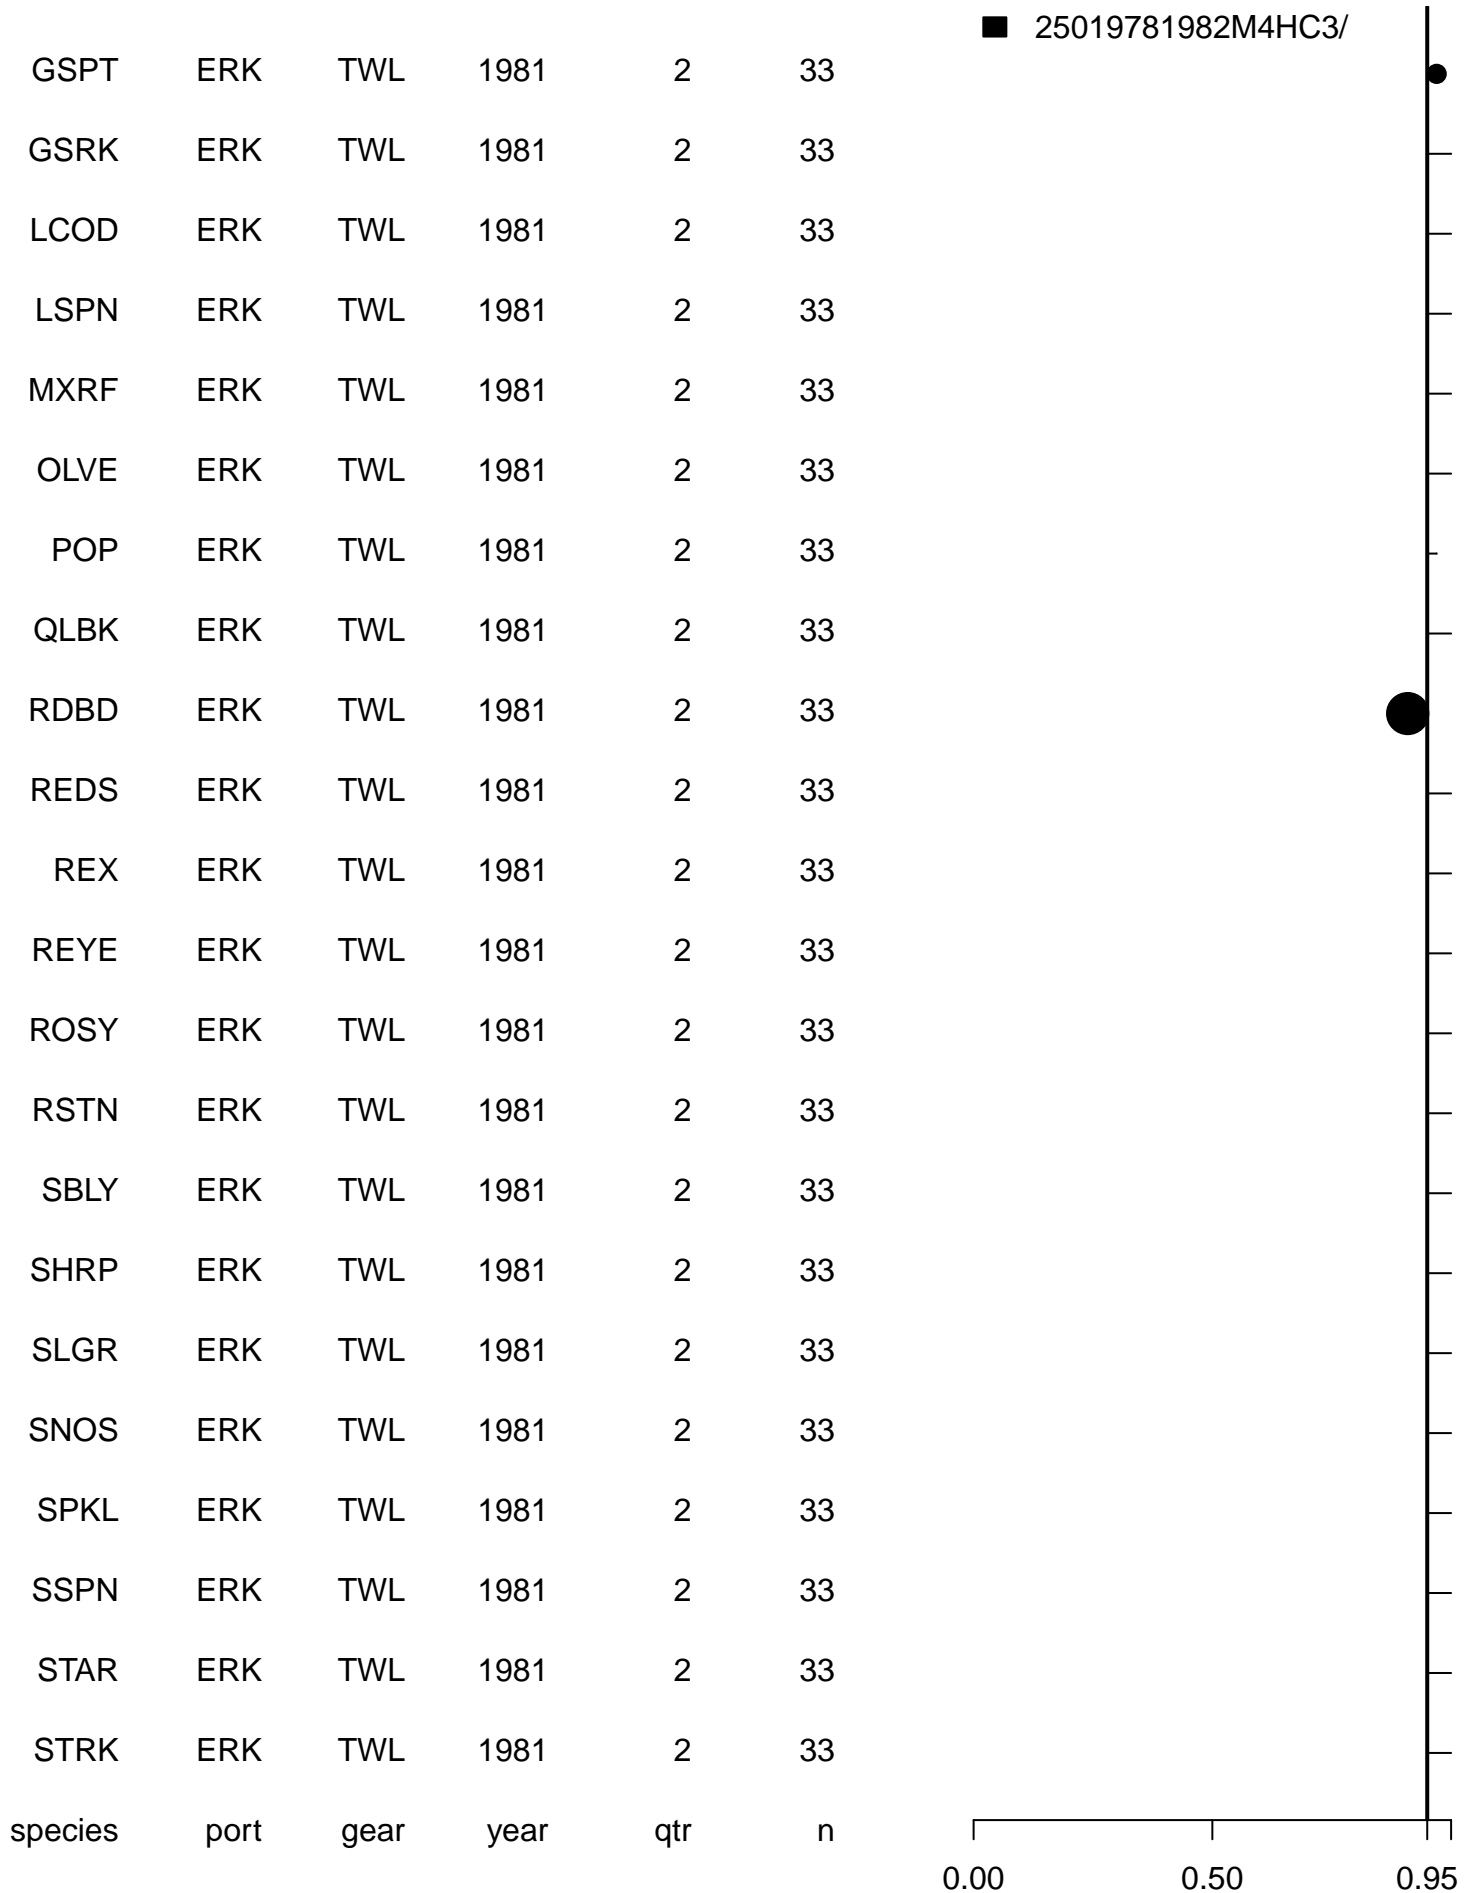 25019781982M4HC3/
GSPT ERK TWL 1981 2 33
GSRK ERK TWL 1981 2 33
LCOD ERK TWL 1981 2 33
LSPN ERK TWL 1981 2 33
MXRF ERK TWL 1981 2 33
OLVE ERK TWL 1981 2 33
POP ERK TWL 1981 2 33
QLBK ERK TWL 1981 2 33
RDBD ERK TWL 1981 2 33
REDS ERK TWL 1981 2 33
REX ERK TWL 1981 2 33
REYE ERK TWL 1981 2 33
ROSY ERK TWL 1981 2 33
RSTN ERK TWL 1981 2 33
SBLY ERK TWL 1981 2 33
SHRP ERK TWL 1981 2 33
SLGR ERK TWL 1981 2 33
SNOS ERK TWL 1981 2 33
SPKL ERK TWL 1981 2 33
SSPN ERK TWL 1981 2 33
STAR ERK TWL 1981 2 33
STRK ERK TWL 1981 2 33
species port gear year qtr n
0.00 0.50 0.95